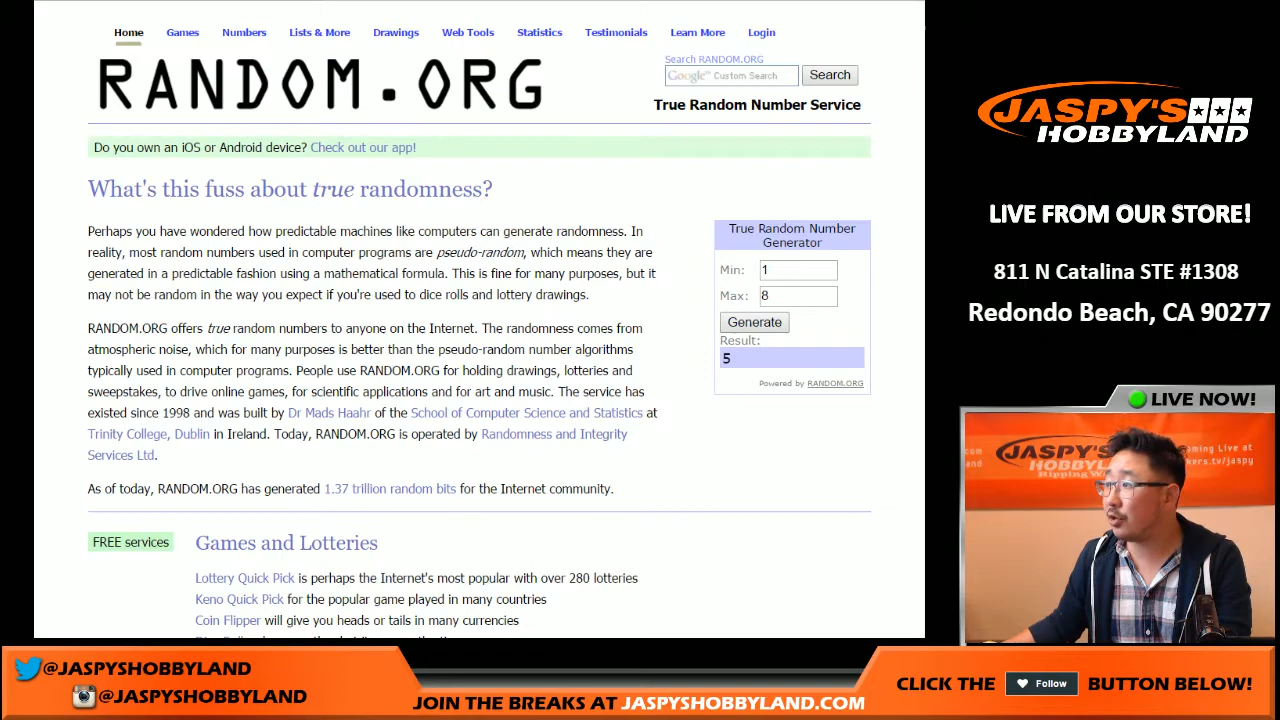 Home Games Numbers Lists & More Drawings Web Tools Statistics Testimonials Learn More Login
RANDOM.ORG
Search RANDOM.ORG
Google™ Custom Search Search
True Random Number Service
Do you own an iOS or Android device? Check out our app!
What's this fuss about true randomness?
Perhaps you have wondered how predictable machines like computers can generate randomness. In
reality, most random numbers used in computer programs are pseudo-random, which means they are
generated in a predictable fashion using a mathematical formula. This is fine for many purposes, but it
may not be random in the way you expect if you're used to dice rolls and lottery drawings.
RANDOM.ORG offers true random numbers to anyone on the Internet. The randomness comes from
atmospheric noise, which for many purposes is better than the pseudo-random number algorithms
typically used in computer programs. People use RANDOM.ORG for holding drawings, lotteries and
sweepstakes, to drive online games, for scientific applications and for art and music. The service has
existed since 1998 and was built by Dr Mads Haahr of the School of Computer Science and Statistics at
Trinity College, Dublin in Ireland. Today, RANDOM.ORG is operated by Randomness and Integrity
Services Ltd.
As of today, RANDOM.ORG has generated 1.37 trillion random bits for the Internet community.
True Random Number
Generator
Min: 1
Max: 8
Generate
Result:
5
Powered by RANDOM.ORG
FREE services
Games and Lotteries
Lottery Quick Pick is perhaps the Internet's most popular with over 280 lotteries
Keno Quick Pick for the popular game played in many countries
Coin Flipper will give you heads or tails in many currencies
JASPY'S
HOBBYLAND
LIVE FROM OUR STORE!
811 N Catalina STE #1308
Redondo Beach, CA 90277
LIVE NOW!
JASPY'S
HOBBYLAND
@JASPYSHOBBYLAND
@JASPYSHOBBYLAND
JOIN THE BREAKS AT JASPYSHOBBYLAND.COM
CLICK THE Follow BUTTON BELOW!